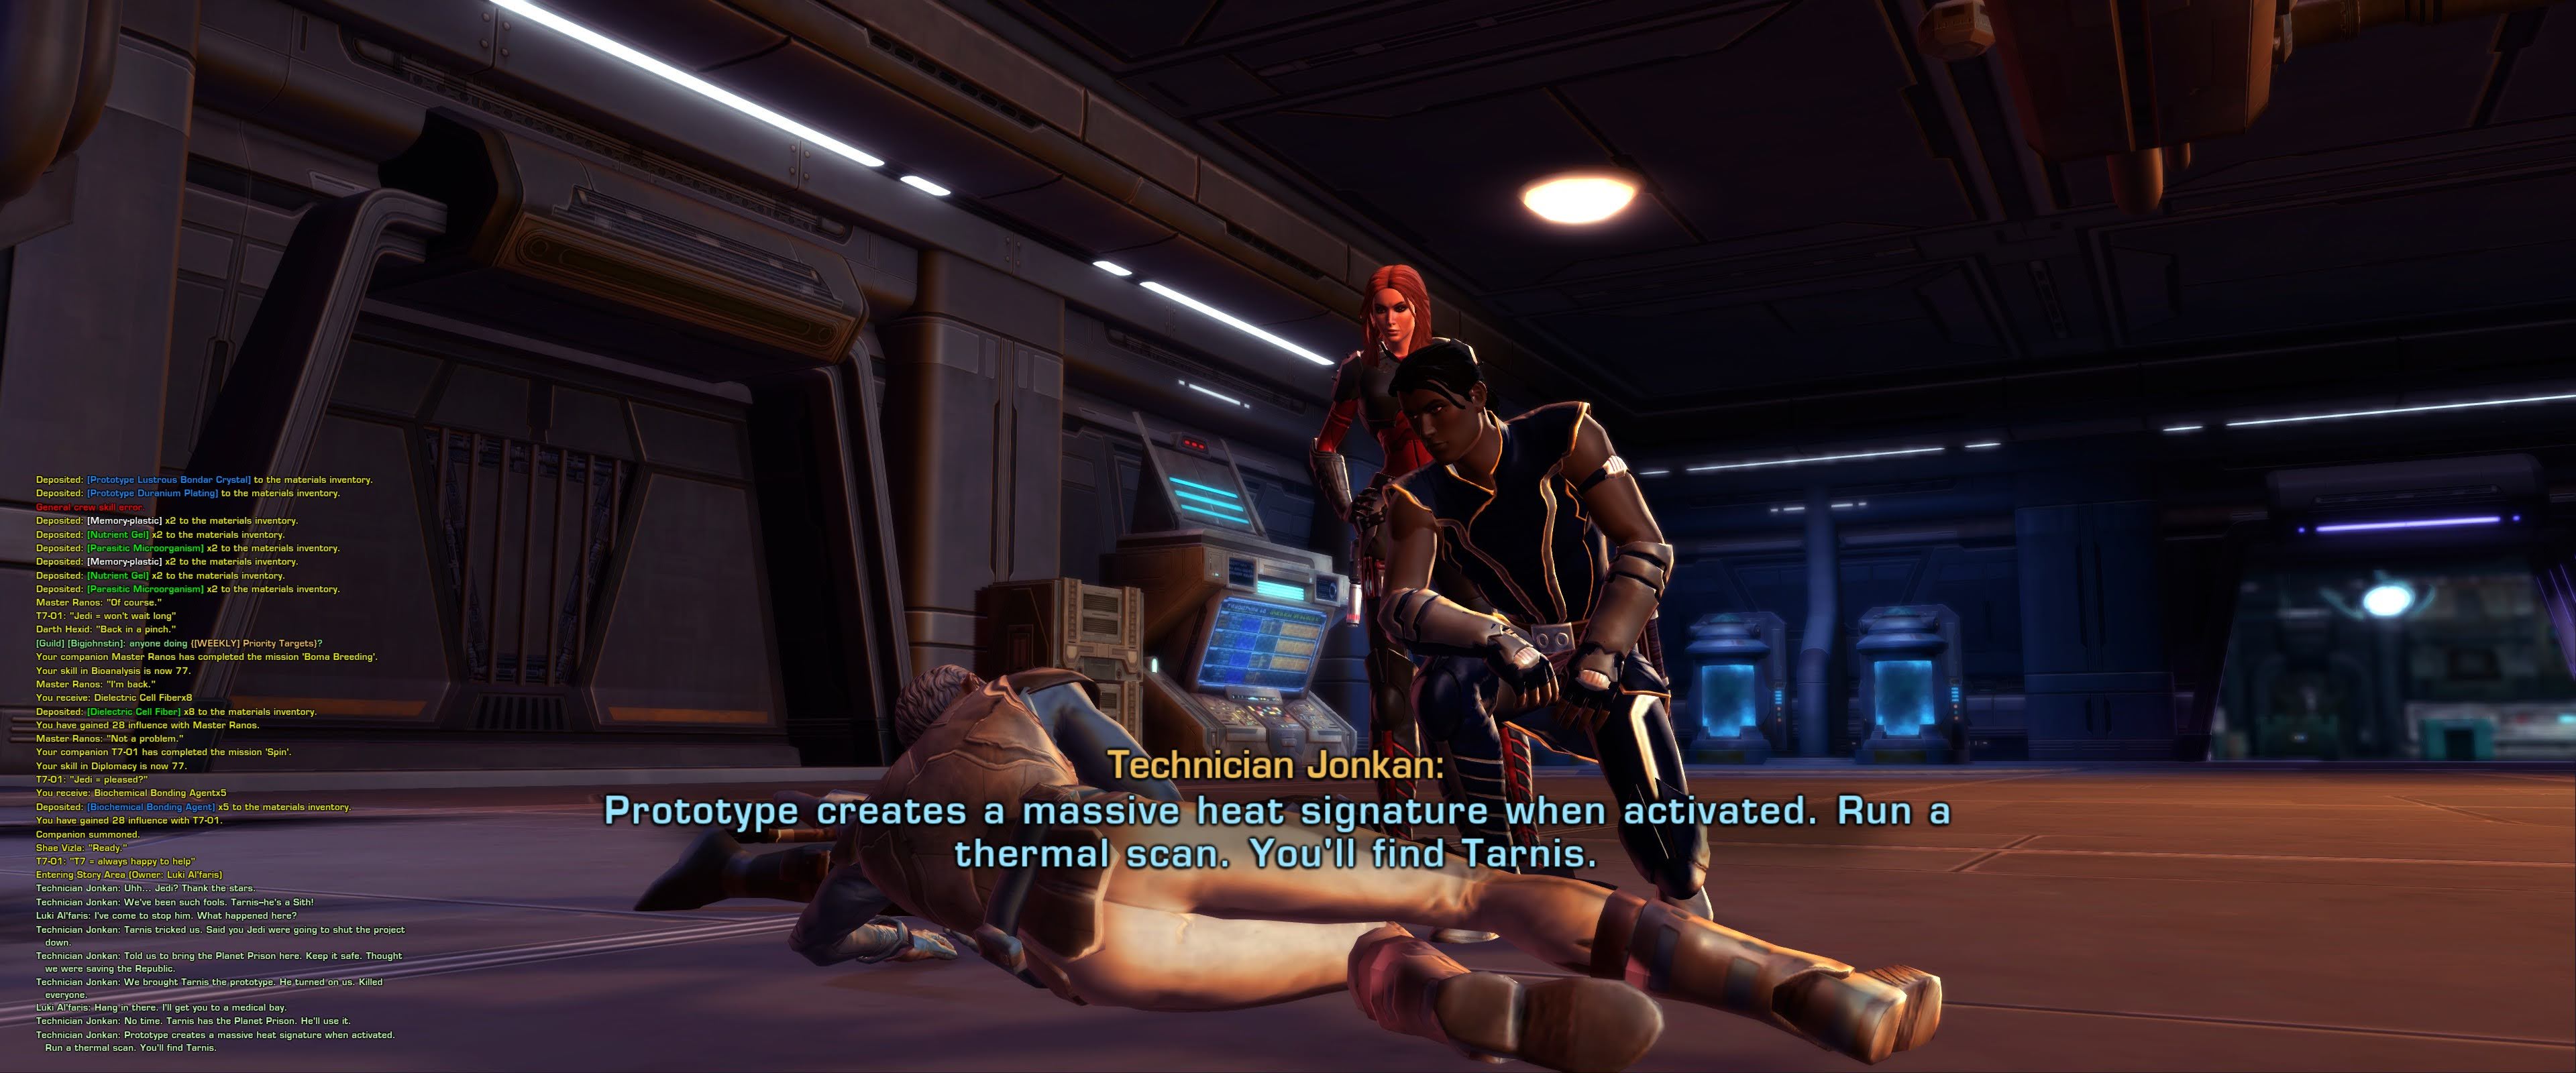 Deposited: [Prototype Lustrous Bondar Crystal] to the materials inventory.
Deposited: [Prototype Duranium Plating] to the materials inventory.
General crew skill error.
Deposited: [Memory-plastic] x2 to the materials inventory.
Deposited: [Nutrient Gel] x2 to the materials inventory.
Deposited: [Parasitic Microorganism] x2 to the materials inventory.
Deposited: [Memory-plastic] x2 to the materials inventory.
Deposited: [Nutrient Gel] x2 to the materials inventory.
Deposited: [Parasitic Microorganism] x2 to the materials inventory.
Master Ranos: "Of course."
T7-01: "Jedi = won't wait long"
Darth Hexid: "Back in a pinch."
[Guild] [Bigjohnstin]: anyone doing ([WEEKLY] Priority Targets)?
Your companion Master Ranos has completed the mission 'Boma Breeding'.
Your skill in Bioanalysis is now 77.
Master Ranos: "I'm back."
You receive: Dielectric Cell Fiberx8
Deposited: [Dielectric Cell Fiber] x8 to the materials inventory.
You have gained 28 influence with Master Ranos.
Master Ranos: "Not a problem."
Your companion T7-01 has completed the mission 'Spin'.
Your skill in Diplomacy is now 77.
T7-01: "Jedi = pleased?"
You receive: Biochemical Bonding Agentx5
Deposited: [Biochemical Bonding Agent] x5 to the materials inventory.
You have gained 28 influence with T7-01.
Companion summoned.
Shae Vizla: "Ready."
T7-01: "T7 = always happy to help"
Entering Story Area (Owner: Luki Al'faris)
Technician Jonkan: Uhh... Jedi? Thank the stars.
Technician Jonkan: We've been such fools. Tarnis—he's a Sith!
Luki Al'faris: I've come to stop him. What happened here?
Technician Jonkan: Tarnis tricked us. Said you Jedi were going to shut the project
down.
Technician Jonkan: Told us to bring the Planet Prison here. Keep it safe. Thought
we were saving the Republic.
Technician Jonkan: We brought Tarnis the prototype. He turned on us. Killed
everyone.
Luki Al'faris: Hang in there. I'll get you to a medical bay.
Technician Jonkan: No time. Tarnis has the Planet Prison. He'll use it.
Technician Jonkan: Prototype creates a massive heat signature when activated.
Run a thermal scan. You'll find Tarnis.
Technician Jonkan:
Prototype creates a massive heat signature when activated. Run a
thermal scan. You'll find Tarnis.